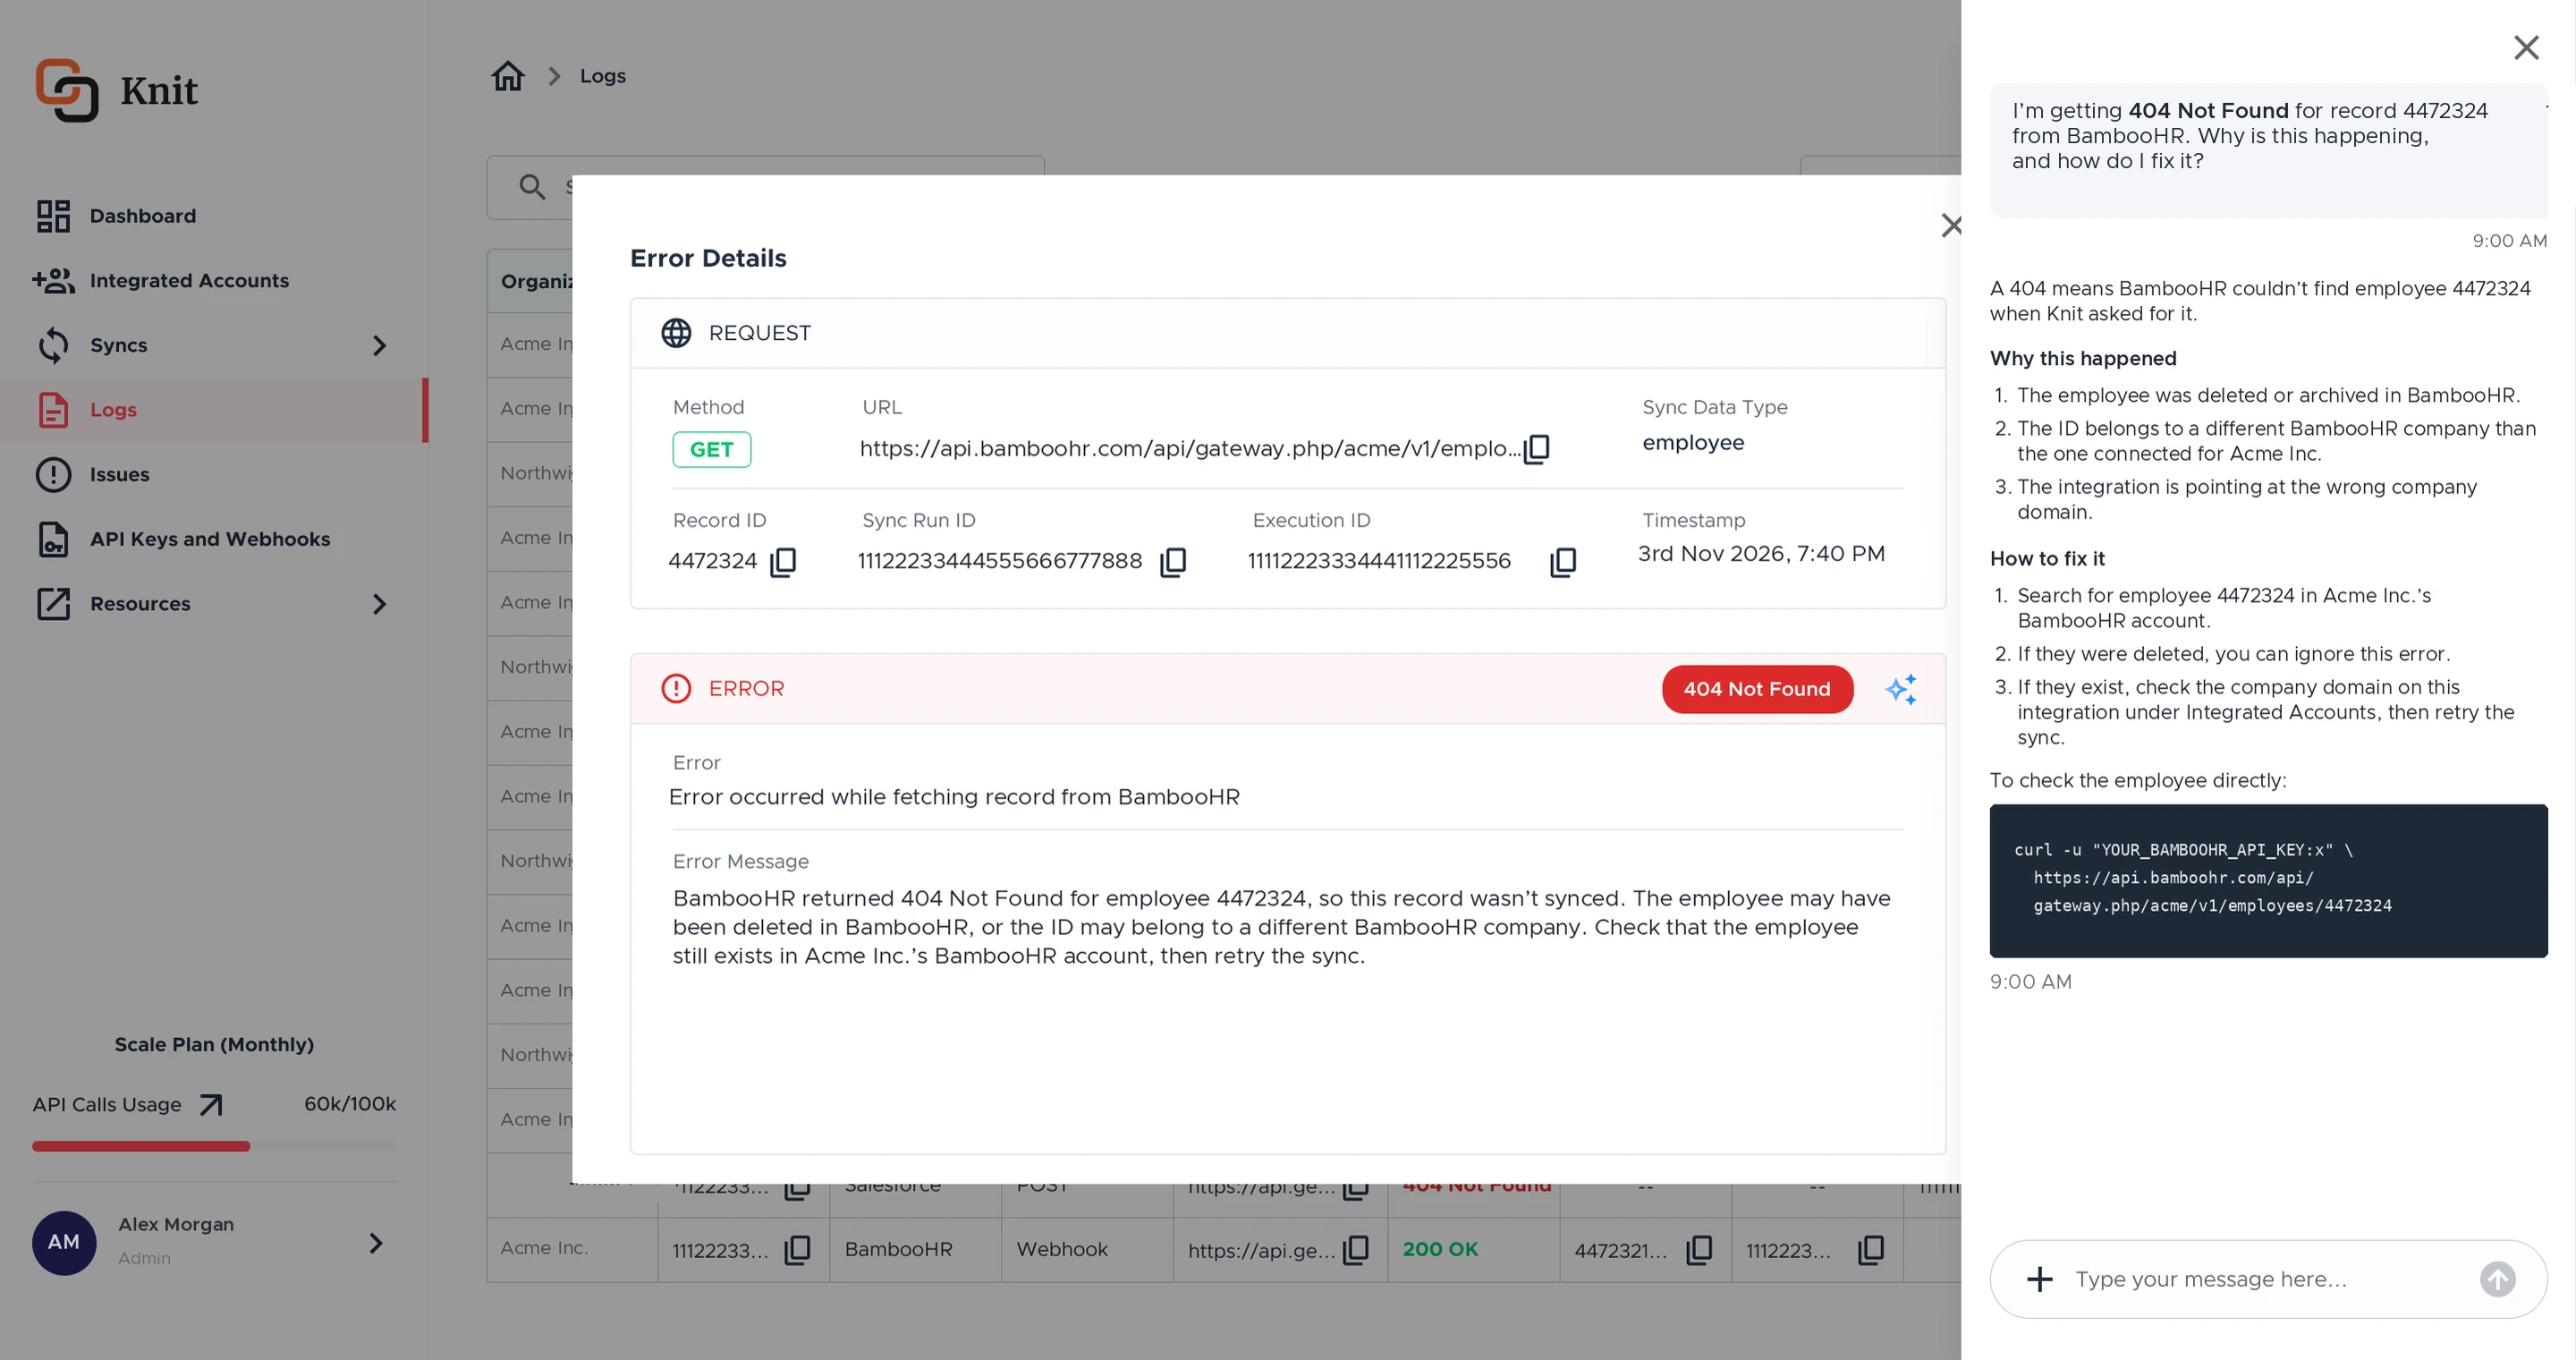 Knit
Dashboard
Integrated Accounts
Syncs
Logs
Issues
API Keys and Webhooks
Resources
Scale Plan (Monthly)
API Calls Usage
60k/100k
AM
Alex Morgan
Admin
Logs
Organiz
Acme In
Acme In
Northwi
Acme In
Acme In
Northwi
Acme In
Acme In
Northwi
Acme In
Acme In
Northwi
Acme In
11122233... Salesforce POST https://api.ge... 404 Not Found -- --
Acme Inc. 11122233... BambooHR Webhook https://api.ge... 200 OK 4472321... 1112223...
Error Details
REQUEST
Method
GET
URL
https://api.bamboohr.com/api/gateway.php/acme/v1/emplo...
Sync Data Type
employee
Record ID
4472324
Sync Run ID
11122233444555666777888
Execution ID
Timestamp
3rd Nov 2026, 7:40 PM
ERROR
404 Not Found
Error
Error occurred while fetching record from BambooHR
Error Message
BambooHR returned 404 Not Found for employee 4472324, so this record wasn’t synced. The employee may have
been deleted in BambooHR, or the ID may belong to a different BambooHR company. Check that the employee
still exists in Acme Inc.’s BambooHR account, then retry the sync.
I’m getting 404 Not Found for record 4472324
from BambooHR. Why is this happening,
and how do I fix it?
9:00 AM
A 404 means BambooHR couldn’t find employee 4472324
when Knit asked for it.
Why this happened
1. The employee was deleted or archived in BambooHR.
2. The ID belongs to a different BambooHR company than
the one connected for Acme Inc.
3. The integration is pointing at the wrong company
domain.
How to fix it
1. Search for employee 4472324 in Acme Inc.’s
BambooHR account.
2. If they were deleted, you can ignore this error.
3. If they exist, check the company domain on this
integration under Integrated Accounts, then retry the
sync.
To check the employee directly:
curl -u "YOUR_BAMBOOHR_API_KEY:x" \
https://api.bamboohr.com/api/
gateway.php/acme/v1/employees/4472324
9:00 AM
Type your message here...